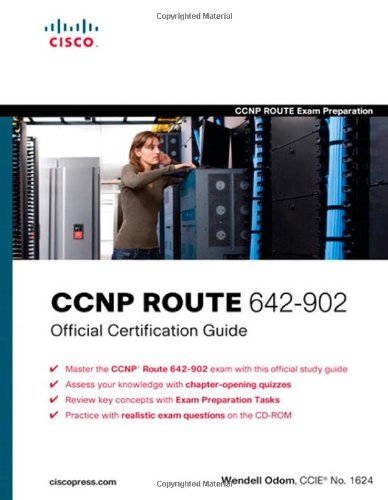 Copyrighted Material
CISCO
CCNP ROUTE Exam Preparation
CCNP ROUTE 642-902
Official Certification Guide
✓ Master the CCNP® Route 642-902 exam with this official study guide
✓ Assess your knowledge with chapter-opening quizzes
✓ Review key concepts with Exam Preparation Tasks
✓ Practice with realistic exam questions on the CD-ROM
ciscopress.com
Wendell Odom, CCIE® No. 1624
Copyrighted Material